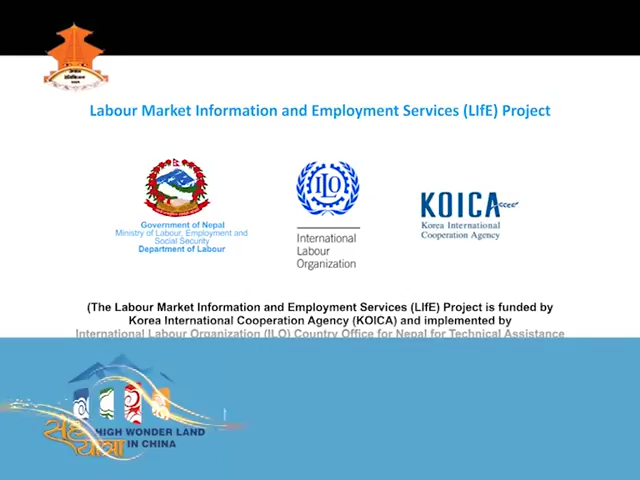 Labour Market Information and Employment Services (LIfE) Project
Government of Nepal
Ministry of Labour, Employment and
Social Security
Department of Labour
ILO
International
Labour
Organization
KOICA
Korea International
Cooperation Agency
(The Labour Market Information and Employment Services (LIfE) Project is funded by
Korea International Cooperation Agency (KOICA) and implemented by
International Labour Organization (ILO) Country Office for Nepal for Technical Assistance
HIGH WONDER LAND
IN CHINA
सहयात्रा